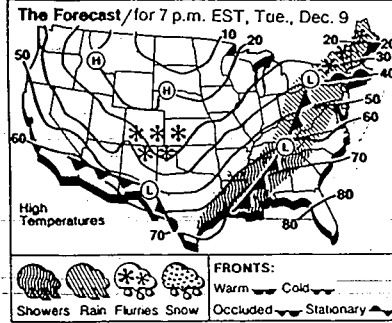 The Forecast/for 7 p.m. EST, Tue., Dec. 9
10 20 20 20
50 30
H 40
H L
50
60 60
L
70
L
80
High
Temperatures 70 80
Showers Rain Flurries Snow
FRONTS:
Warm Cold
Occluded Stationary